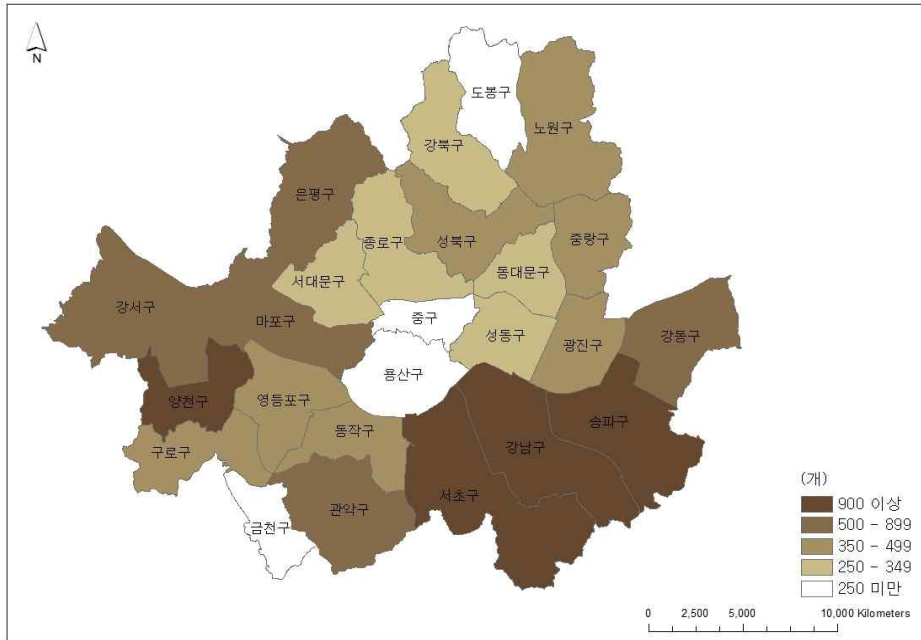 N
도봉구
노원구
강북구
은평구
종로구
성북구
중랑구
서대문구
동대문구
강서구
마포구
중구
성동구
광진구
강동구
용산구
양천구
영등포구
동작구
송파구
구로구
강남구
서초구
관악구
금천구
(개)
900 이상
500 - 899
350 - 499
250 - 349
250 미만
0 2,500 5,000 10,000 Kilometers